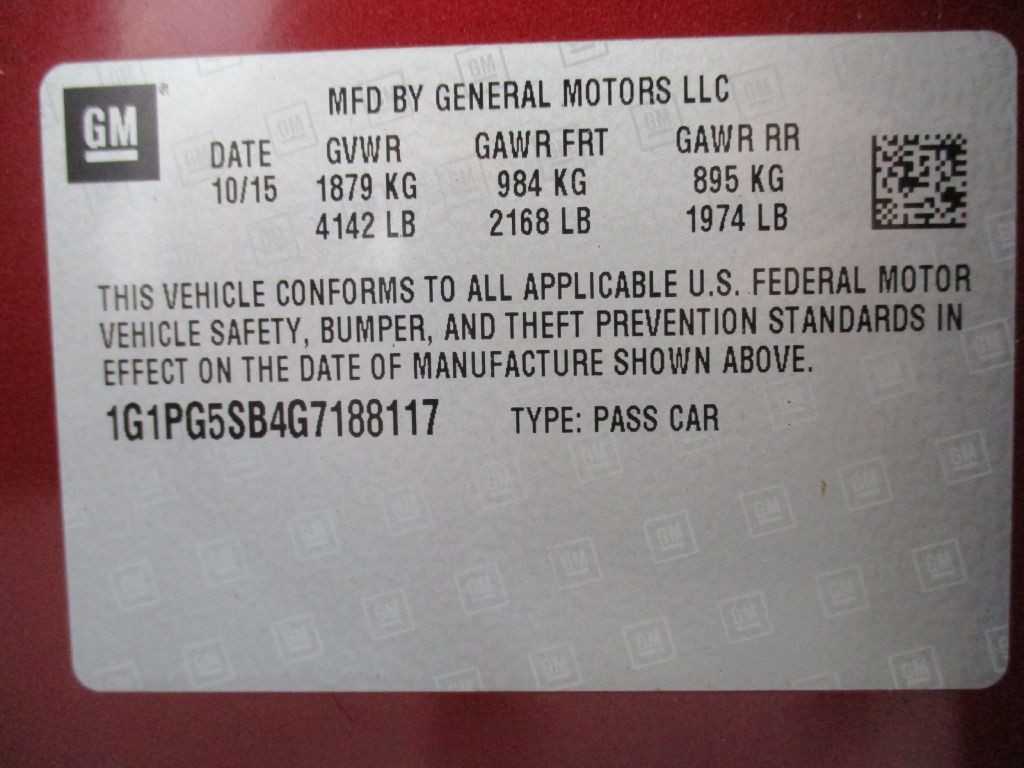 GM
MFD BY GENERAL MOTORS LLC
DATE GVWR GAWR FRT GAWR RR
10/15 1879 KG 984 KG 895 KG
4142 LB 2168 LB 1974 LB
THIS VEHICLE CONFORMS TO ALL APPLICABLE U.S. FEDERAL MOTOR
VEHICLE SAFETY, BUMPER, AND THEFT PREVENTION STANDARDS IN
EFFECT ON THE DATE OF MANUFACTURE SHOWN ABOVE.
1G1PG5SB4G7188117 TYPE: PASS CAR